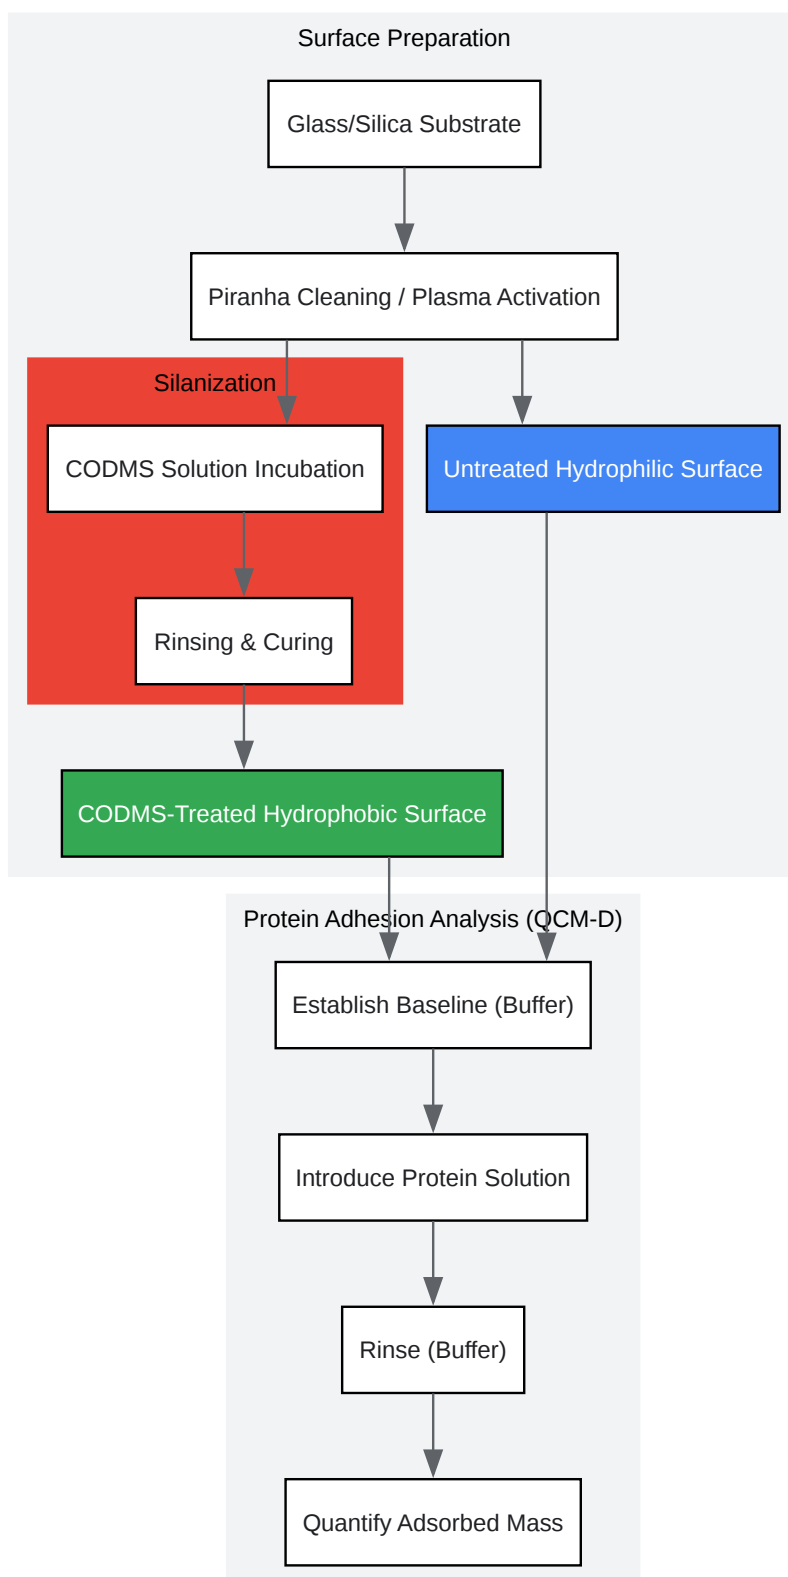 Surface Preparation
Glass/Silica Substrate
Piranha Cleaning / Plasma Activation
Silanization
CODMS Solution Incubation
Untreated Hydrophilic Surface
Rinsing & Curing
CODMS-Treated Hydrophobic Surface
Protein Adhesion Analysis (QCM-D)
Establish Baseline (Buffer)
Introduce Protein Solution
Rinse (Buffer)
Quantify Adsorbed Mass